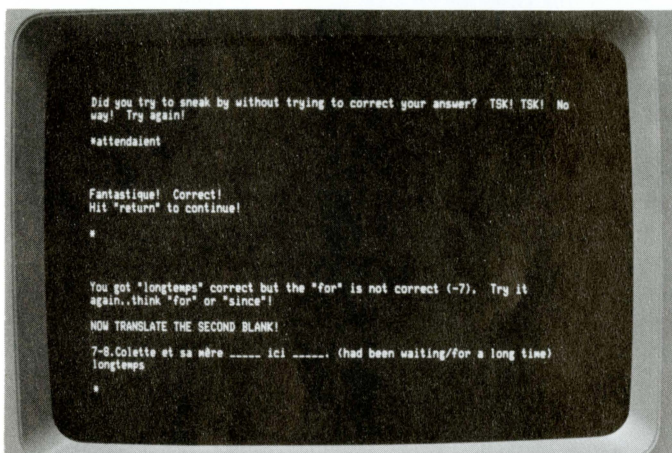 Did you try to sneak by without trying to correct your answer?  TSK! TSK!  No
way!  Try again!
*attendaient
Fantastique!  Correct!
Hit "return" to continue!
*
You got "longtemps" correct but the "for" is not correct (-7).  Try it
again..think "for" or "since"!
NOW TRANSLATE THE SECOND BLANK!
7-8.Colette et sa mère _____ ici _____. (had been waiting/for a long time)
longtemps
*